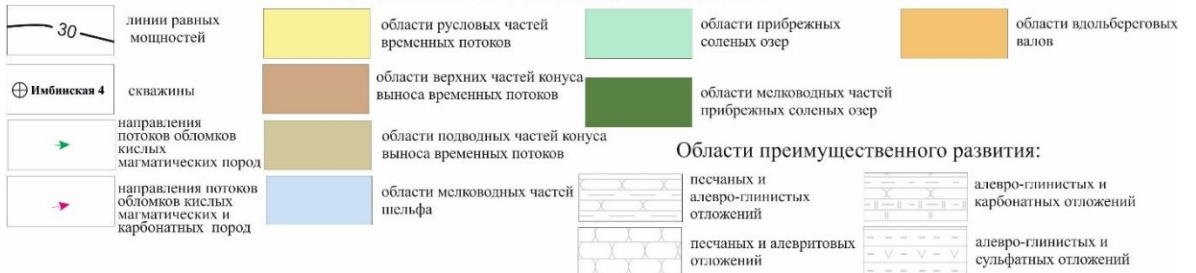 30
линии равных
мощностей
Имбинская 4
скважины
направления
потоков обломков
кислых
магматических пород
направления потоков
обломков кислых
магматических и
карбонатных пород
области русловых частей
временных потоков
области верхних частей конуса
выноса временных потоков
области подводных частей конуса
выноса временных потоков
области мелководных частей
шельфа
области прибрежных
соленых озер
области мелководных частей
прибрежных соленых озер
области вдольбереговых
валов
Области преимущественного развития:
песчаных и
алевро-глинистых
отложений
песчаных и алевритовых
отложений
алевро-глинистых и
карбонатных отложений
алевро-глинистых и
сульфатных отложений